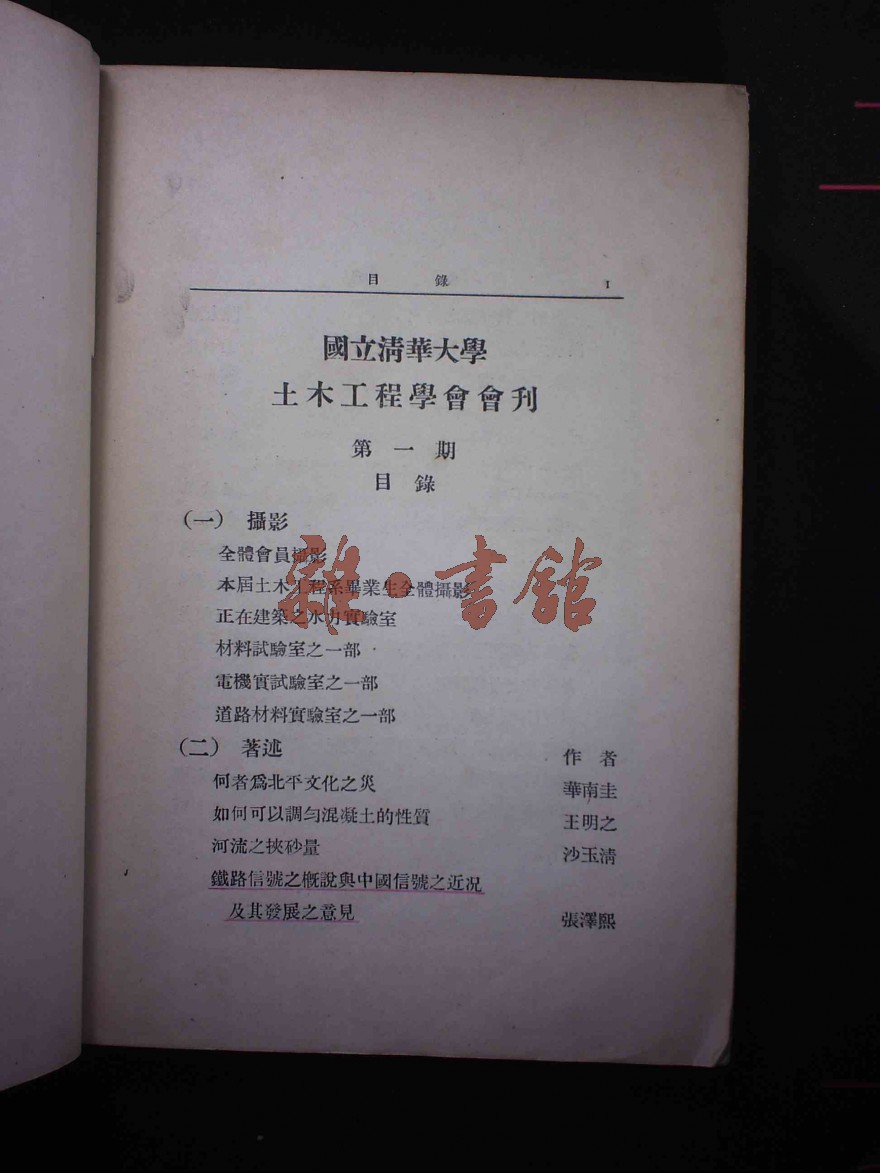 目 錄 1
國立清華大學
土木工程學會會刊
第一期
目錄
(一) 攝影
全體會員攝影
本屆土木工程系畢業生全體攝影
正在建築之水力實驗室
材料試驗室之一部
電機實試驗室之一部
道路材料實驗室之一部
(二) 著述 作者
何者爲北平文化之災 華南圭
如何可以調勻混凝土的性質 王明之
河流之挾砂量 沙玉淸
鐵路信號之概說與中國信號之近况
及其發展之意見 張澤熙
雜·書館